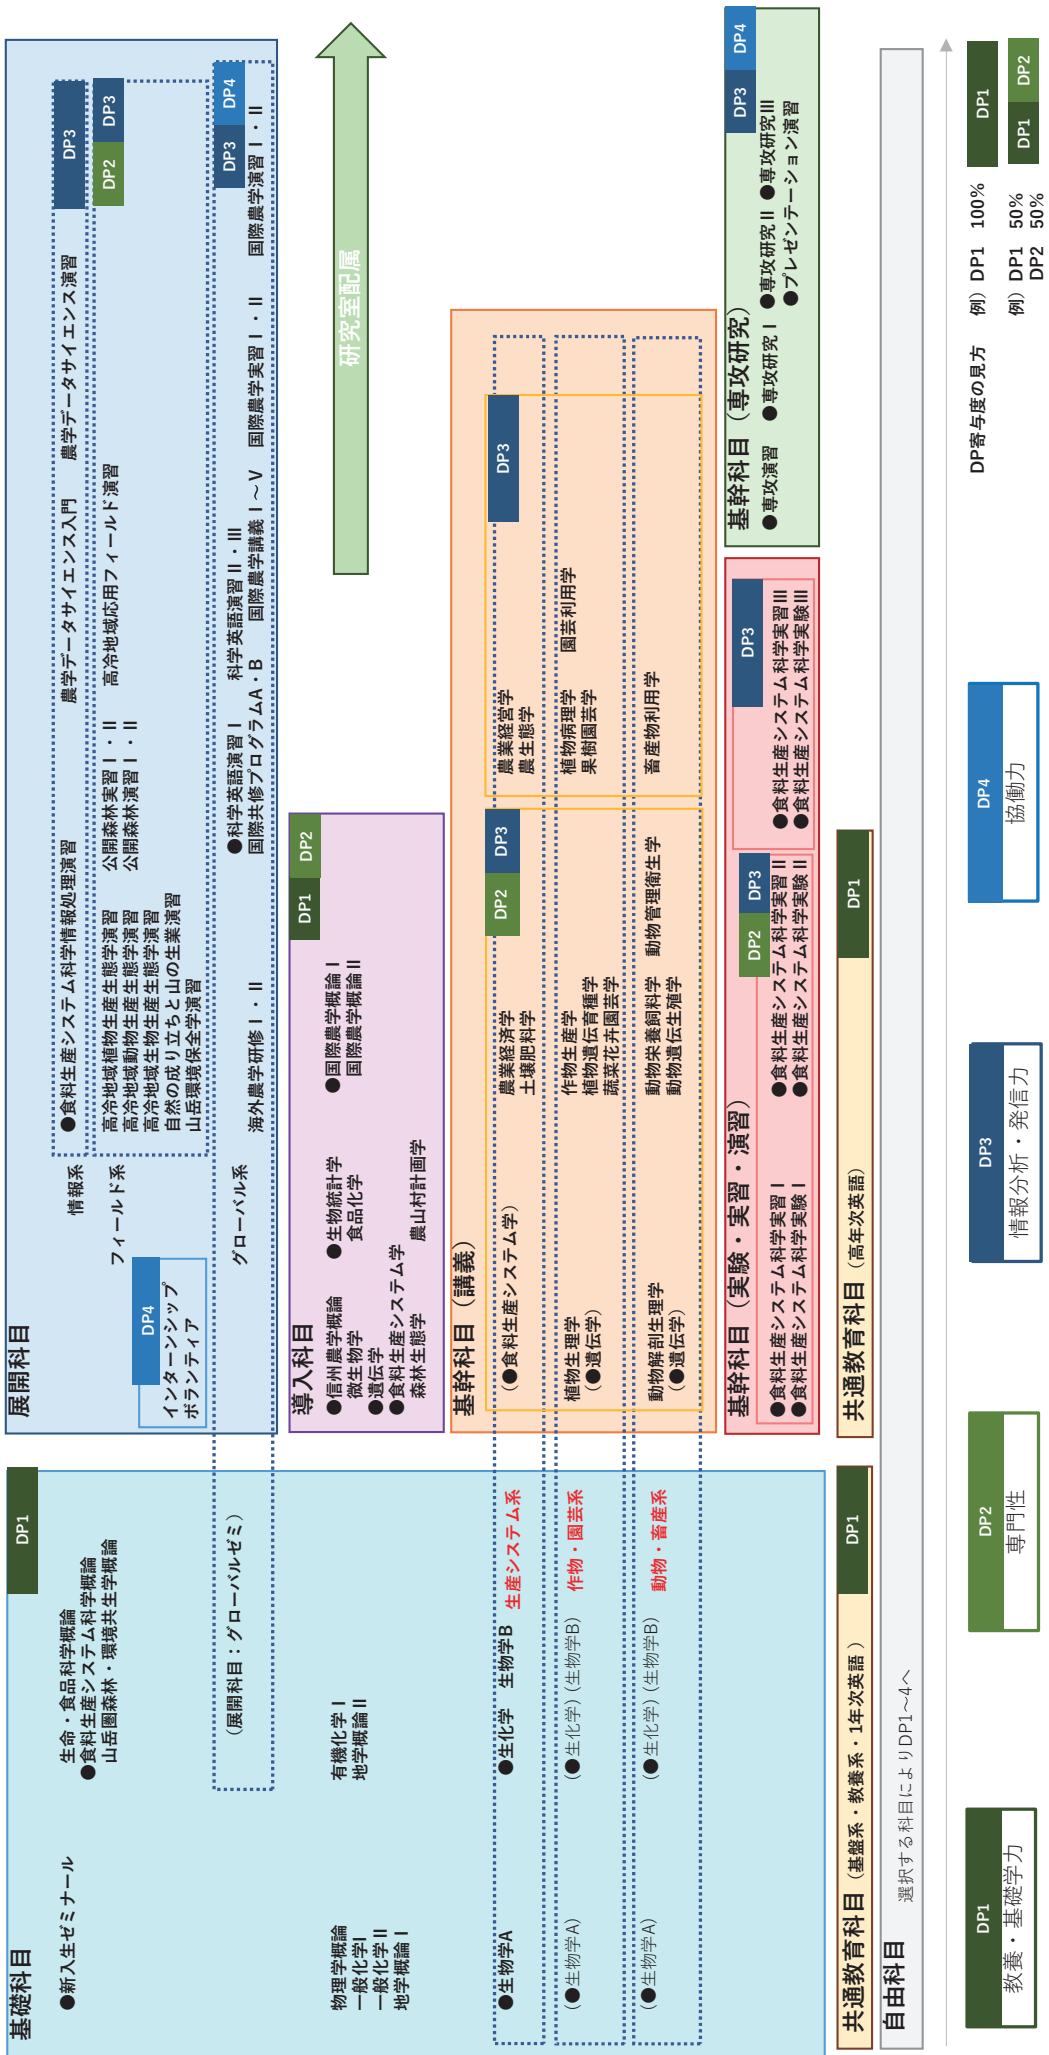 基礎科目
DP1
●新入生ゼミナール
生命・食品科学概論
●食料生産システム科学概論
山岳圏森林・環境共生学概論
(展開科目：グローバルゼミ)
物理学概論
一般化学I
一般化学II
地学概論 I
有機化学 I
地学概論 II
●生物学A
●生化学
生物学B
生産システム系
(●生物学A)
(●生化学)
(生物学B)
作物・園芸系
(●生物学A)
(●生化学)
(生物学B)
動物・畜産系
展開科目
DP4
インターンシップ
ボランティア
情報系
●食料生産システム科学情報処理演習
農学データサイエンス入門
農学データサイエンス演習
DP3
フィールド系
高冷地域植物生産生態学演習
高冷地域動物生産生態学演習
高冷地域生物生産生態学演習
自然の成り立ちと山の生業演習
山岳環境保全学演習
公開森林実習 I・II
公開森林演習 I・II
高冷地域応用フィールド演習
DP2
DP3
グローバル系
海外農学研修 I・II
●科学英語演習 I
科学英語演習 II・III
国際共修プログラムA・B
国際農学講義 I～V
国際農学実習 I・II
国際農学演習 I・II
DP3
DP4
研究室配属
導入科目
DP1
DP2
●信州農学概論
微生物学
●遺伝学
●食料生産システム学
森林生態学
●生物統計学
食品化学
農山村計画学
●国際農学概論 I
国際農学概論 II
基幹科目（講義）
(●食料生産システム学)
農業経済学
土壌肥料学
DP2
DP3
農業経営学
農生態学
DP3
植物生理学
(●遺伝学)
作物生産学
植物遺伝育種学
蔬菜花卉園芸学
植物病理学
果樹園芸学
園芸利用学
動物解剖生理学
(●遺伝学)
動物栄養飼料学
動物遺伝生殖学
動物管理衛生学
畜産物利用学
基幹科目（実験・実習・演習）
●食料生産システム科学実習 I
●食料生産システム科学実験 I
DP2
DP3
●食料生産システム科学実習 II
●食料生産システム科学実験 II
DP3
●食料生産システム科学実習III
●食料生産システム科学実験III
基幹科目（専攻研究）
DP3
DP4
●専攻演習
●専攻研究 I
●専攻研究 II
●専攻研究III
●プレゼンテーション演習
共通教育科目（基盤系・教養系・1年次英語）
DP1
共通教育科目（高年次英語）
DP1
自由科目
選択する科目によりDP1～4へ
DP1
教養・基礎学力
DP2
専門性
DP3
情報分析・発信力
DP4
協働力
DP寄与度の見方
例）DP1 100%
DP1
例）DP1 50%
DP2 50%
DP1
DP2